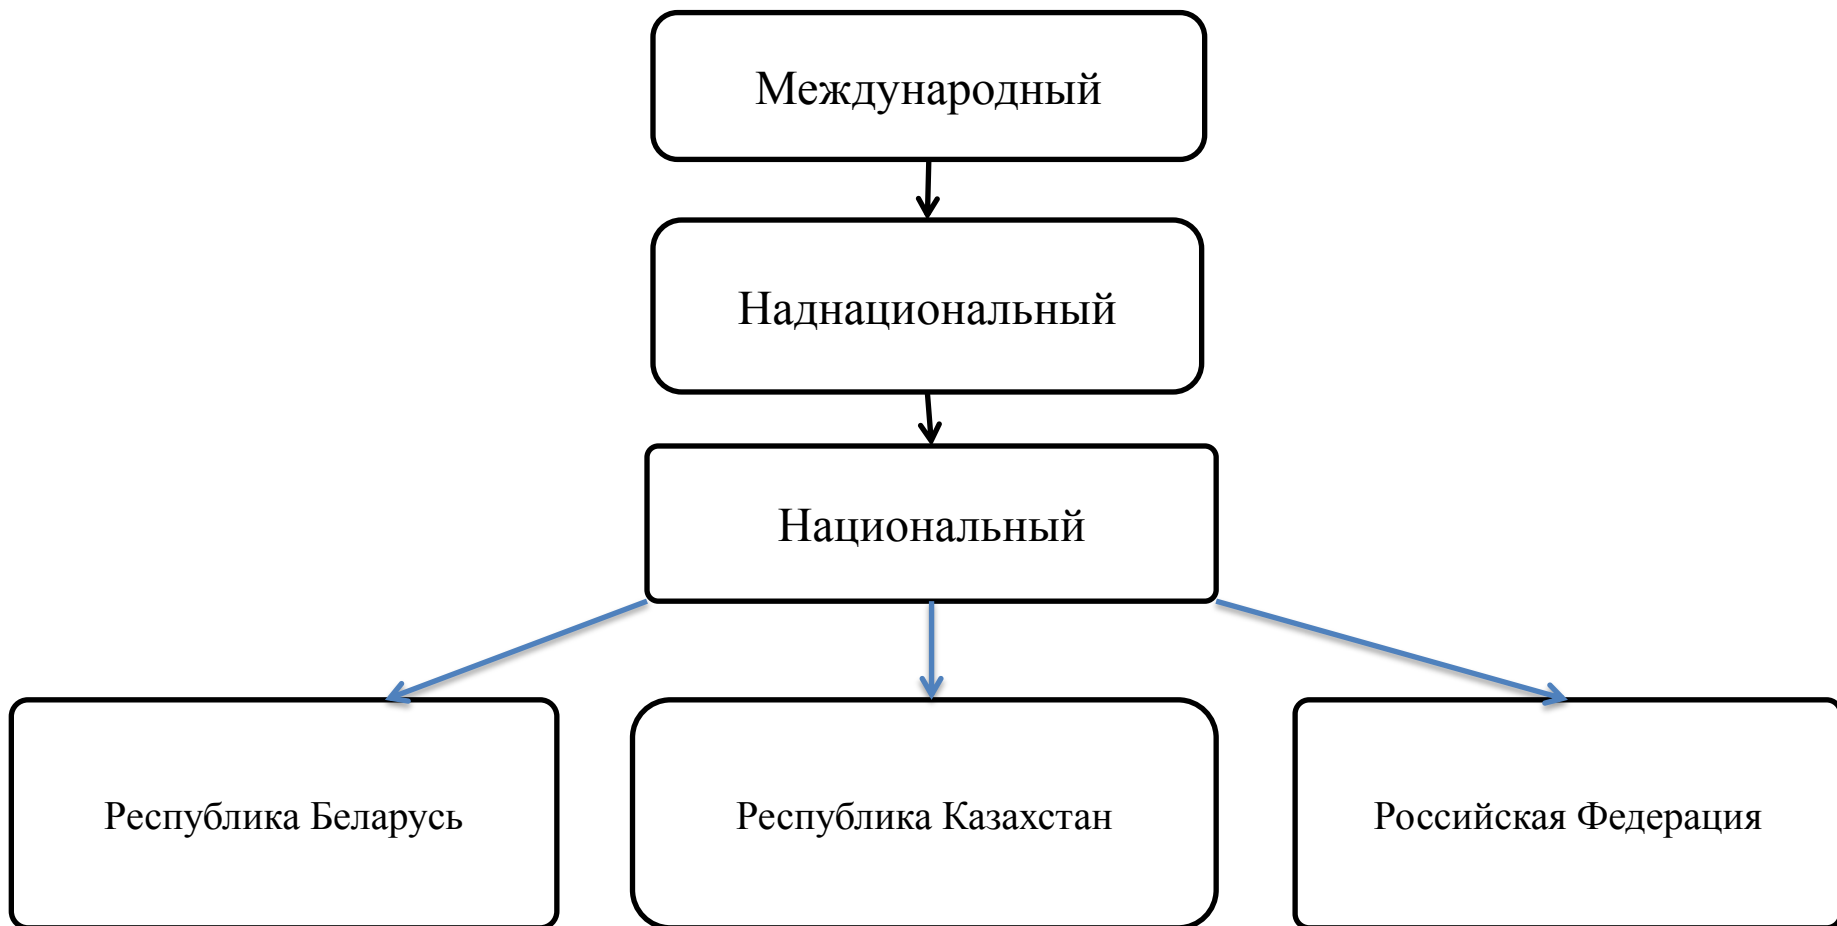 Международный
Наднациональный
Национальный
Республика Беларусь
Республика Казахстан
Российская Федерация